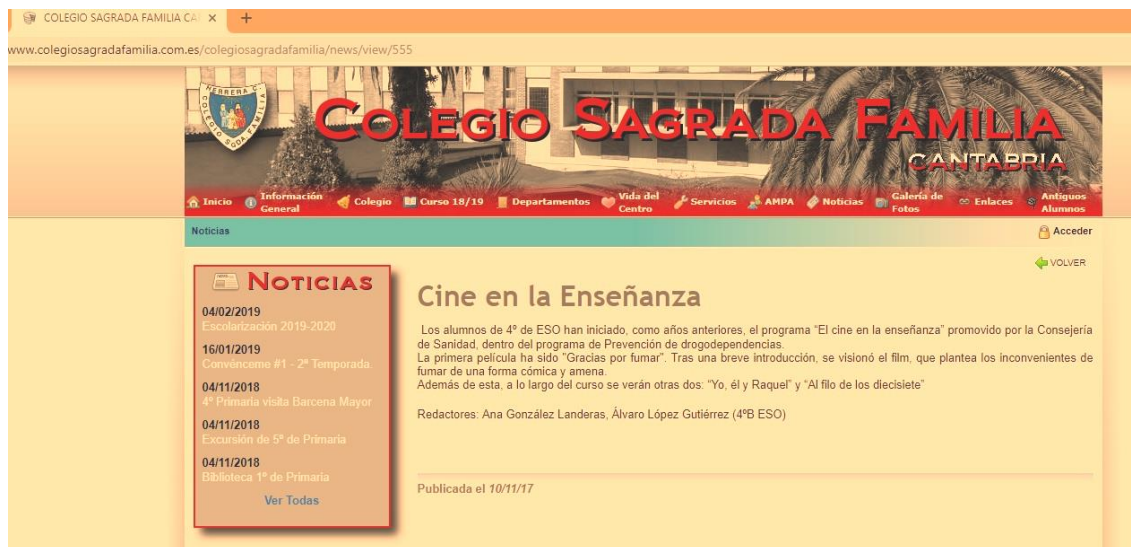 COLEGIO SAGRADA FAMILIA CA
www.colegiosagradafamilia.com.es/colegiosagradafamilia/news/view/555
HERRERA C.
COLEGIO SGDA. FAMILIA
COLEGIO SAGRADA FAMILIA
CANTABRIA
Inicio Información General Colegio Curso 18/19 Departamentos Vida del Centro Servicios AMPA Noticias Galería de Fotos Enlaces Antiguos Alumnos
Noticias Acceder
VOLVER
NOTICIAS
04/02/2019
Escolarización 2019-2020
16/01/2019
Convénceme #1 - 2ª Temporada.
04/11/2018
4º Primaria visita Barcena Mayor
04/11/2018
Excursión de 5º de Primaria
04/11/2018
Biblioteca 1º de Primaria
Ver Todas
Cine en la Enseñanza
Los alumnos de 4º de ESO han iniciado, como años anteriores, el programa “El cine en la enseñanza” promovido por la Consejería
de Sanidad, dentro del programa de Prevención de drogodependencias.
La primera película ha sido “Gracias por fumar”. Tras una breve introducción, se visionó el film, que plantea los inconvenientes de
fumar de una forma cómica y amena.
Además de esta, a lo largo del curso se verán otras dos: “Yo, él y Raquel” y “Al filo de los diecisiete”
Redactores: Ana González Landeras, Álvaro López Gutiérrez (4ºB ESO)
Publicada el 10/11/17